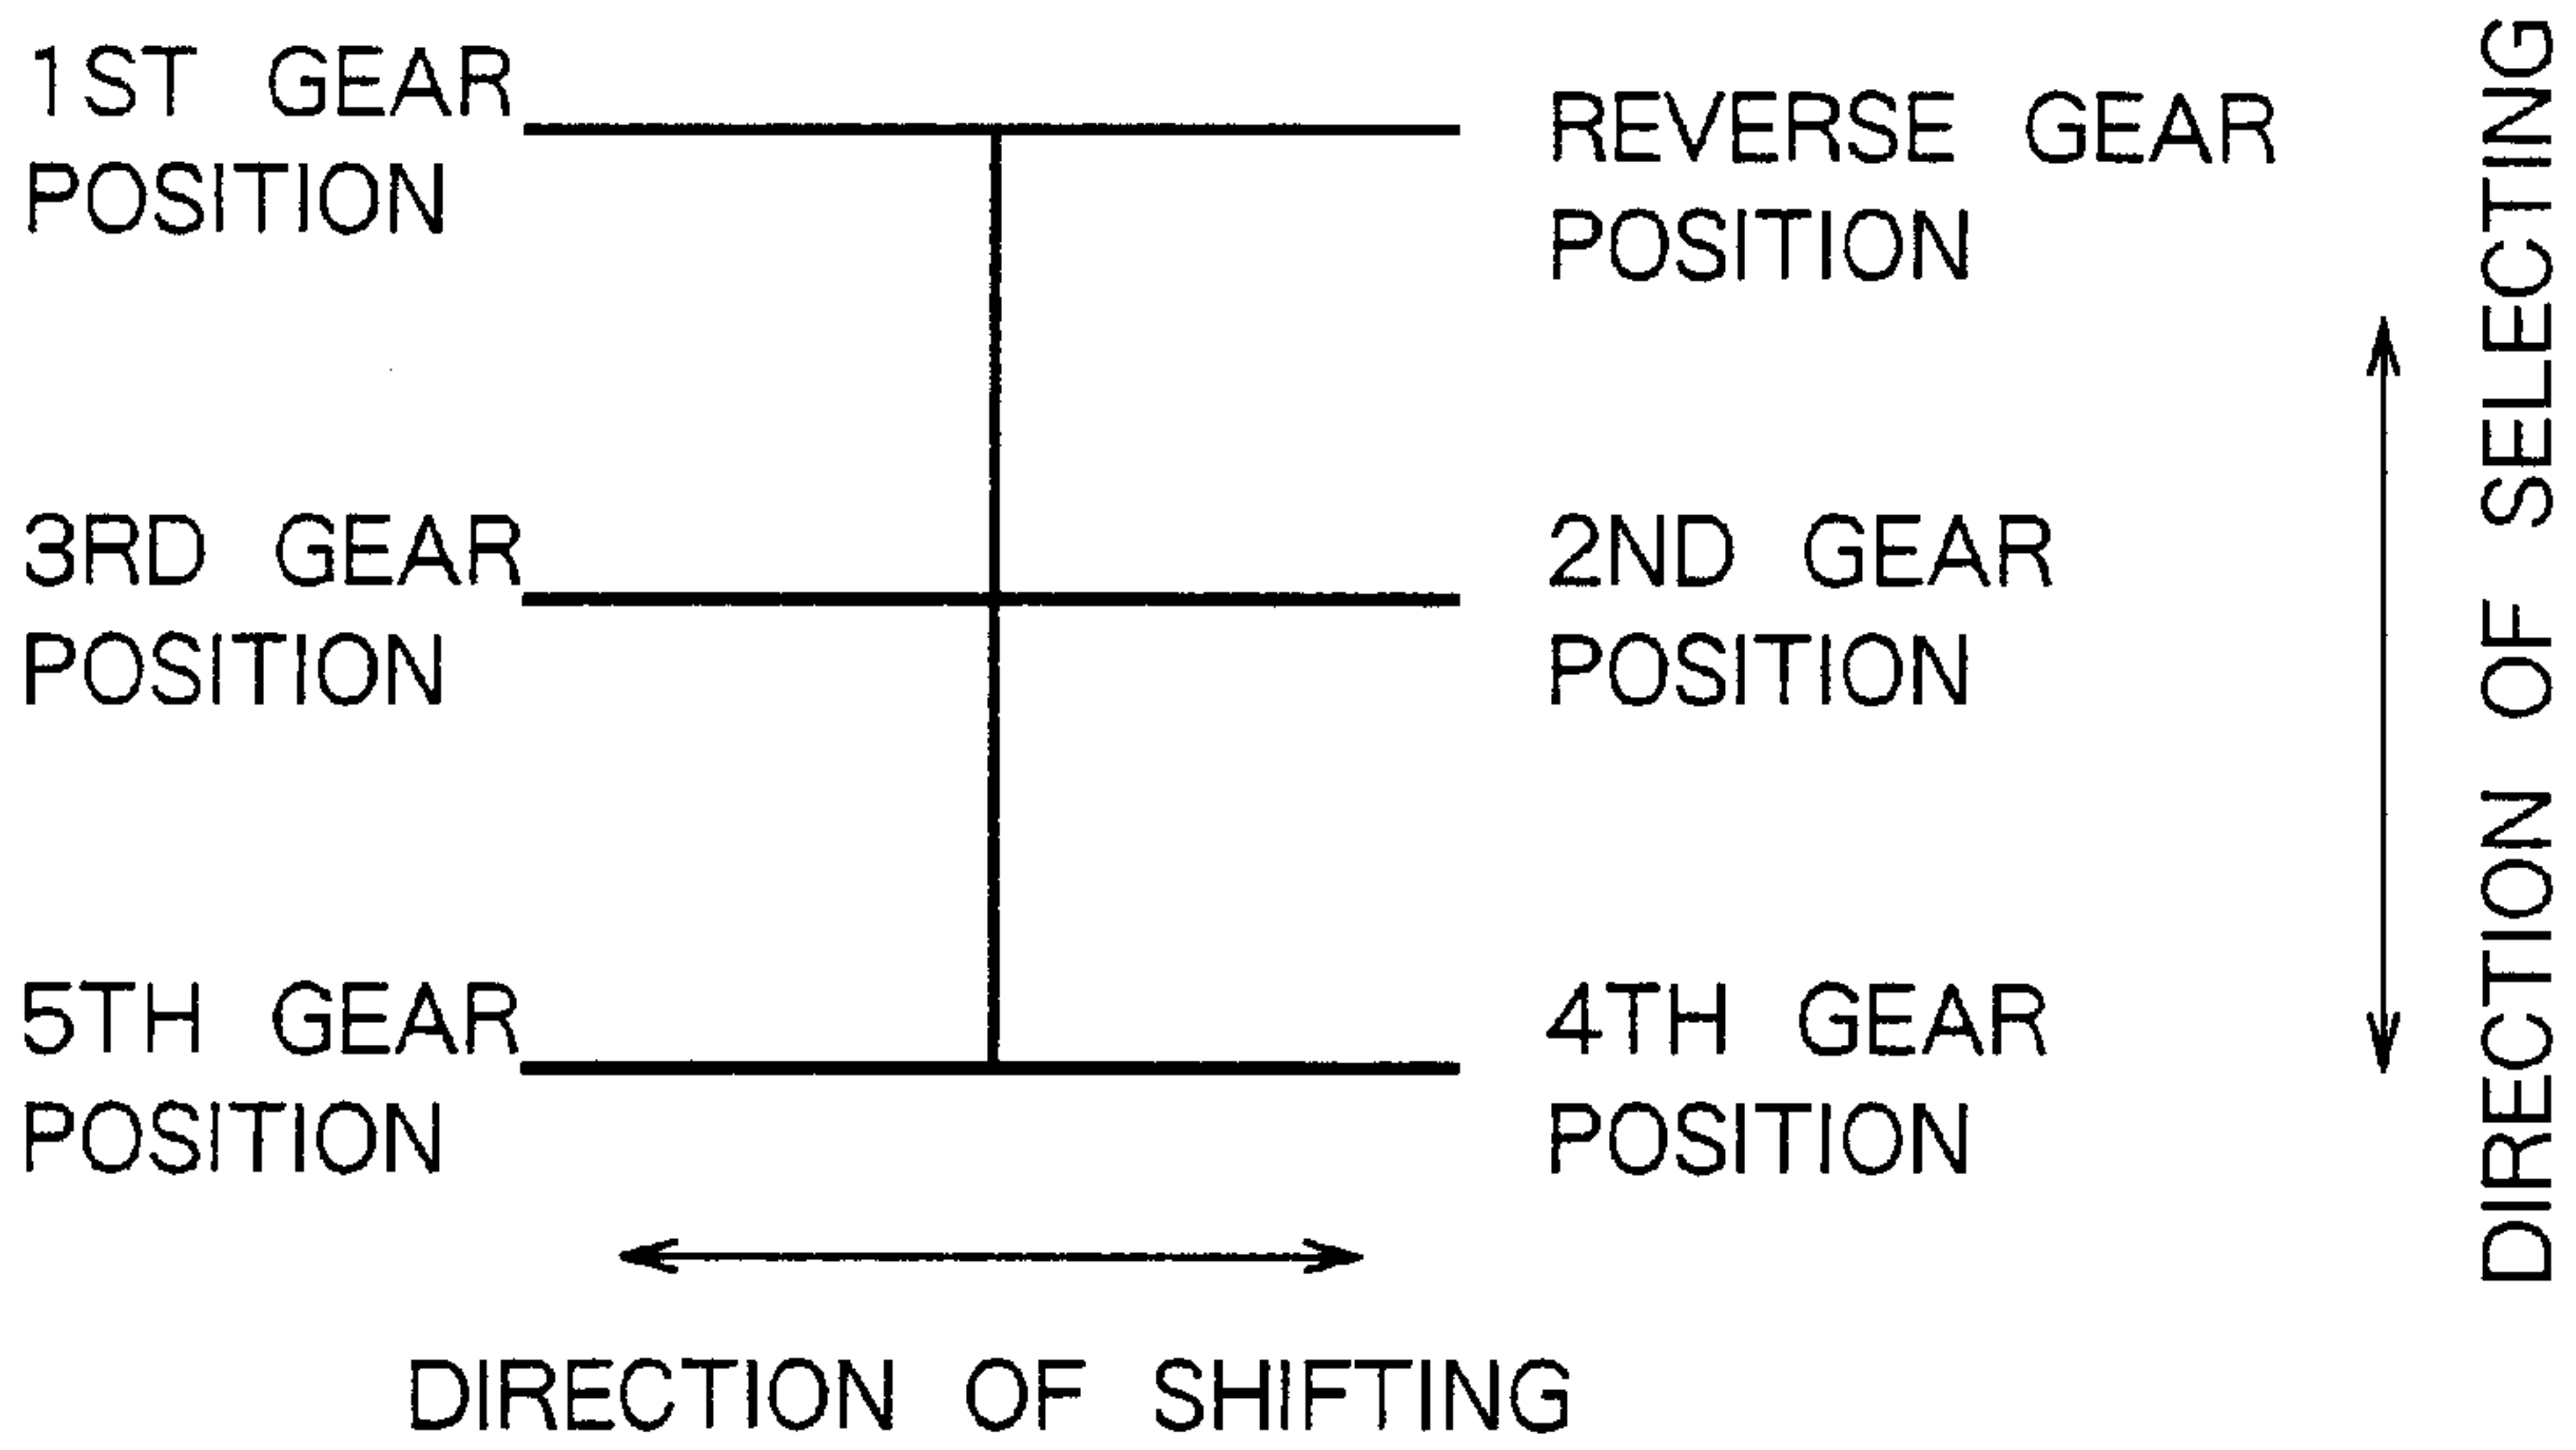 1ST GEAR
POSITION
REVERSE GEAR
POSITION
3RD GEAR
POSITION
2ND GEAR
POSITION
5TH GEAR
POSITION
4TH GEAR
POSITION
DIRECTION OF SHIFTING
DIRECTION OF SELECTING